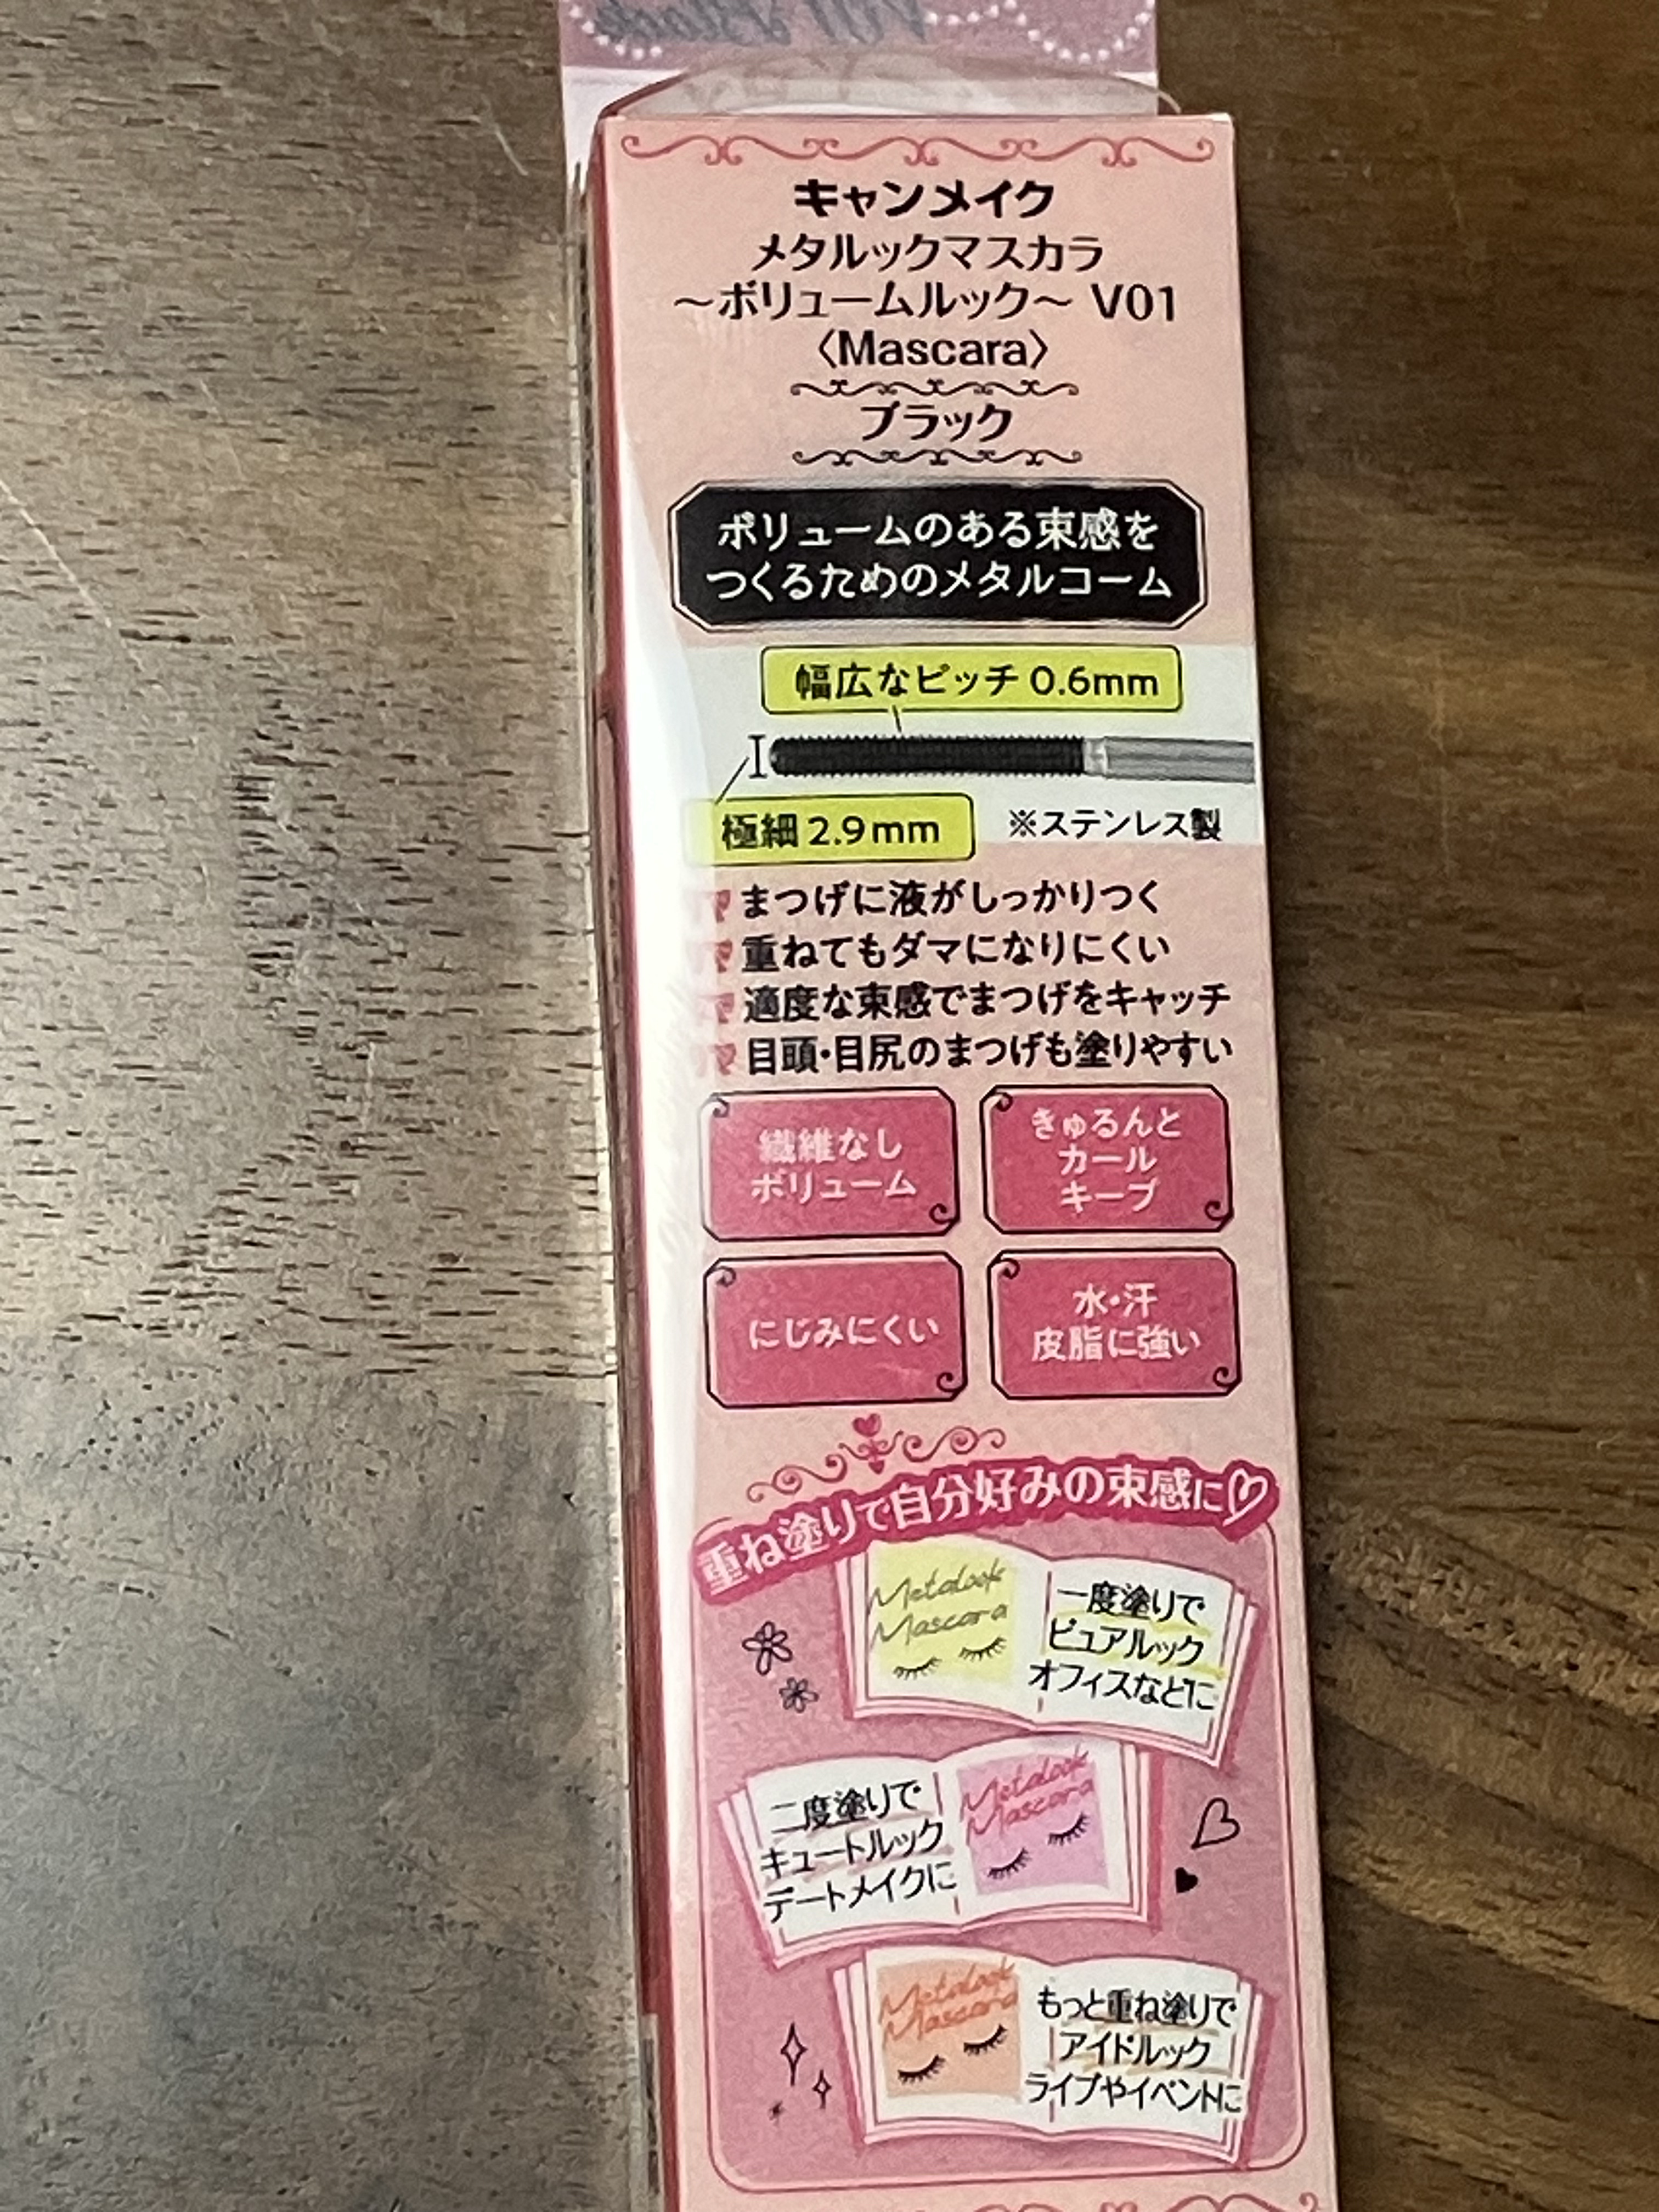 キャンメイク
メタルックマスカラ
～ボリュームルック～ V01
〈Mascara〉
ブラック
ボリュームのある束感を
つくるためのメタルコーム
幅広なピッチ 0.6mm
極細 2.9mm
※ステンレス製
まつげに液がしっかりつく
重ねてもダマになりにくい
適度な束感でまつげをキャッチ
目頭・目尻のまつげも塗りやすい
繊維なし
ボリューム
きゅるんと
カール
キープ
にじみにくい
水・汗
皮脂に強い
重ね塗りで自分好みの束感に♡
Metalook
Mascara
一度塗りで
ピュアルック
オフィスなどに
二度塗りで
キュートルック
デートメイクに
Metalook
Mascara
Metalook
Mascara
もっと重ね塗りで
アイドルック
ライブやイベントに